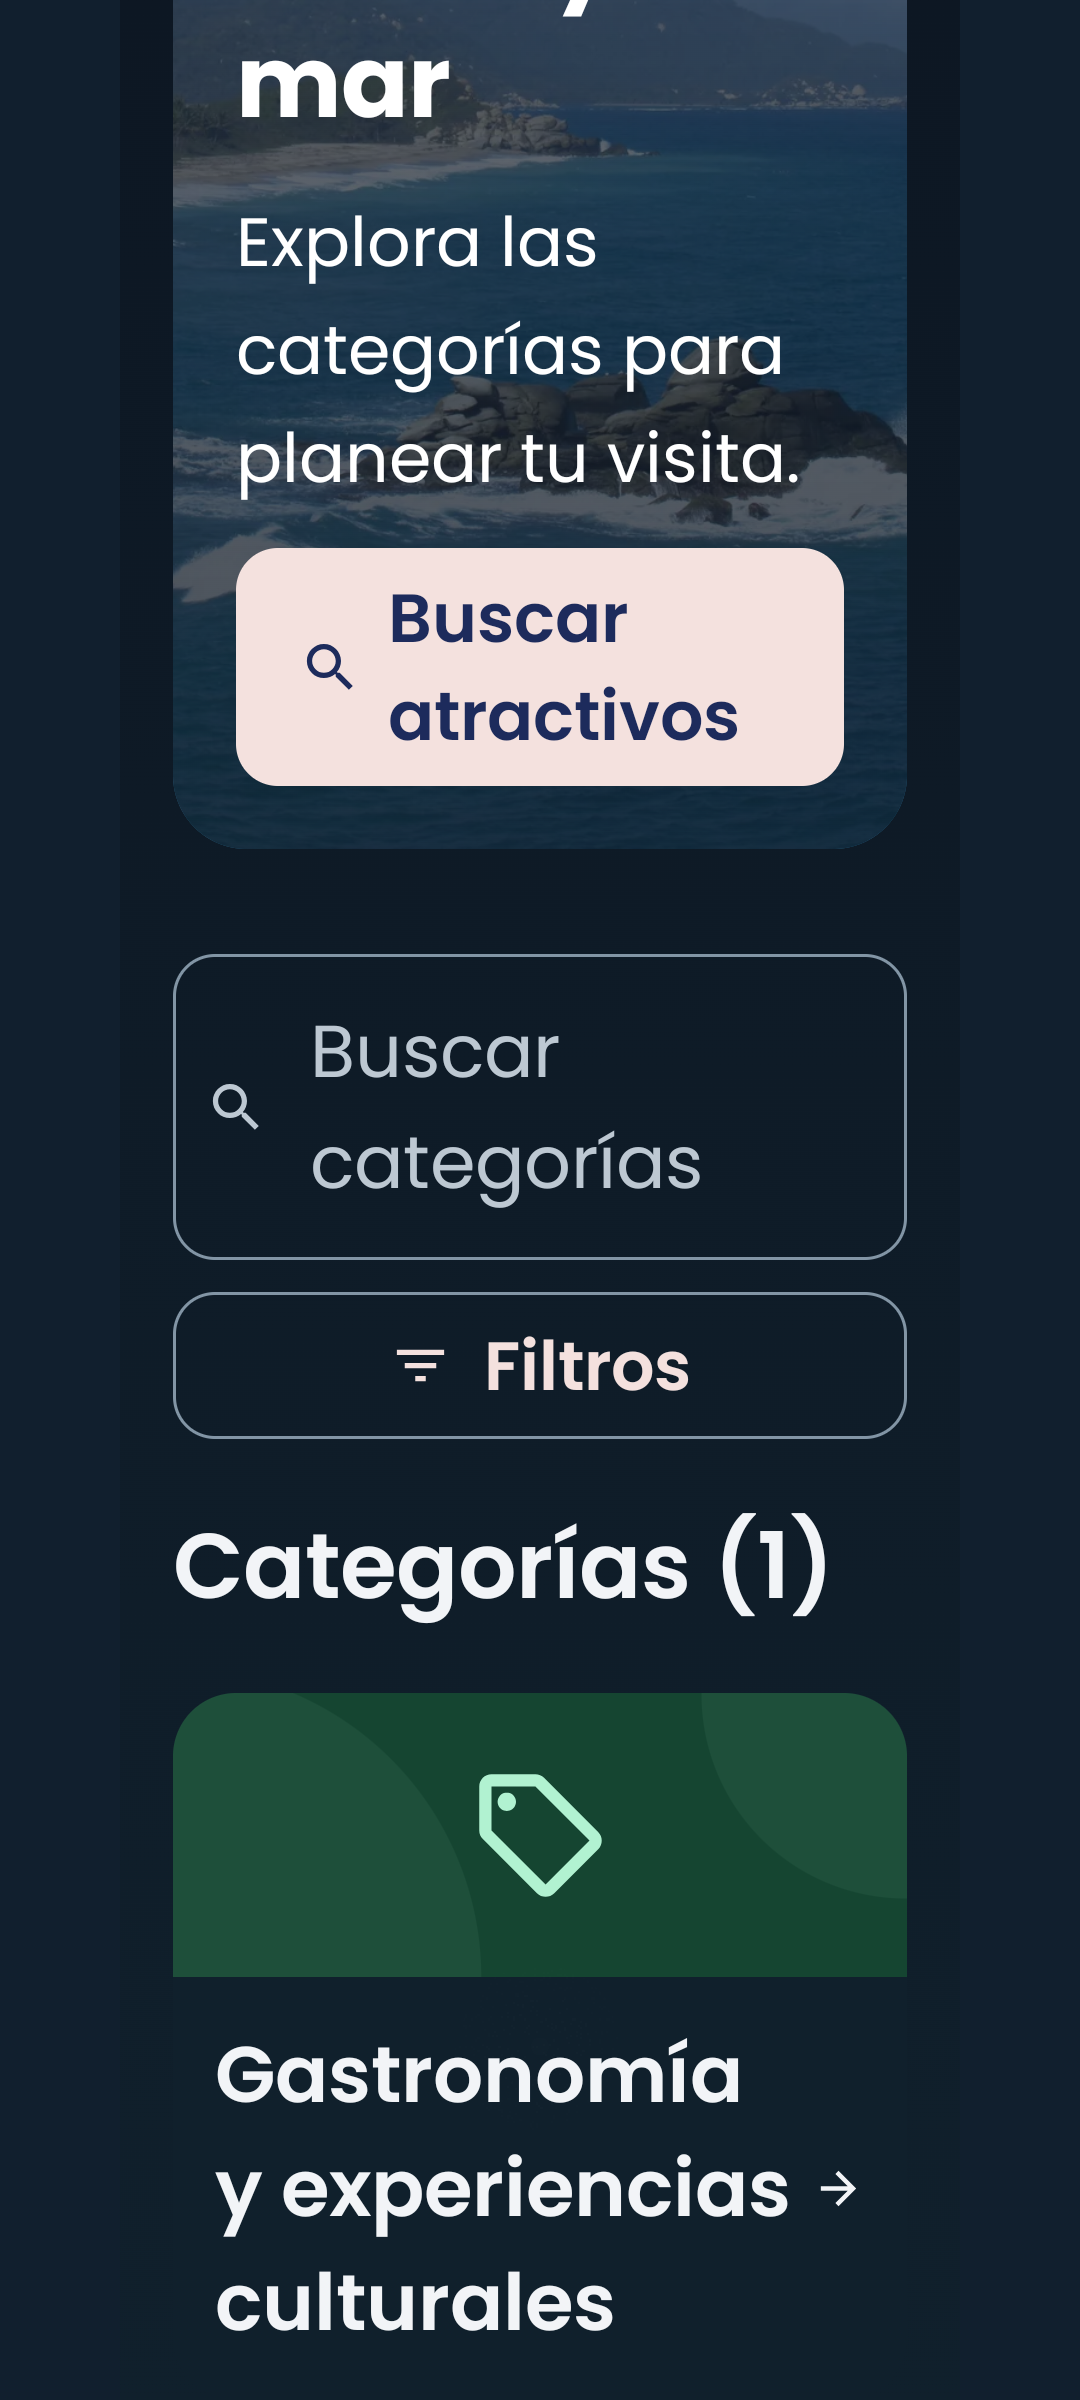 mar
Explora las
categorías para
planear tu visita.
Buscar
atractivos
Buscar
categorías
Filtros
Categorías (1)
Gastronomía
y experiencias
culturales